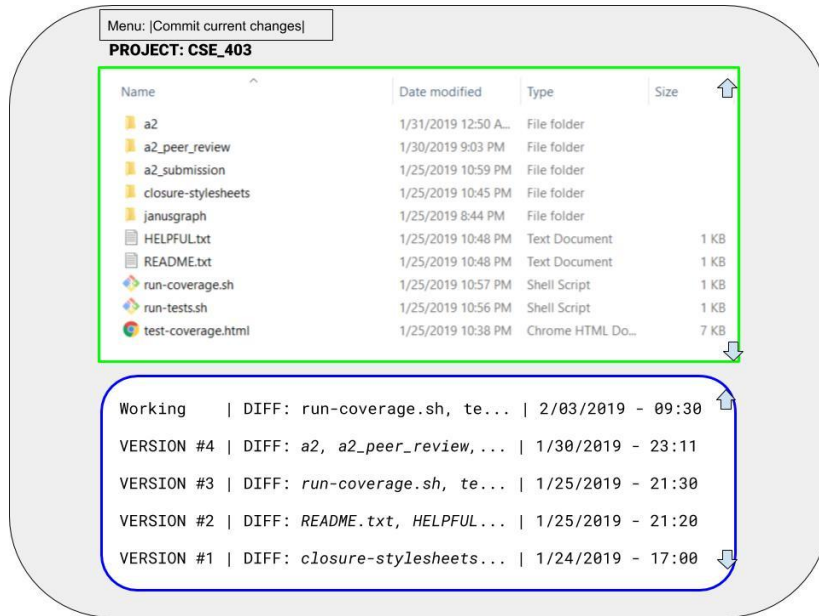 Menu: |Commit current changes|
PROJECT: CSE_403
Name Date modified Type Size
a2 1/31/2019 12:50 A... File folder
a2_peer_review 1/30/2019 9:03 PM File folder
a2_submission 1/25/2019 10:59 PM File folder
closure-stylesheets 1/25/2019 10:45 PM File folder
janusgraph 1/25/2019 8:44 PM File folder
HELPFUL.txt 1/25/2019 10:48 PM Text Document 1 KB
README.txt 1/25/2019 10:48 PM Text Document 1 KB
run-coverage.sh 1/25/2019 10:57 PM Shell Script 1 KB
run-tests.sh 1/25/2019 10:56 PM Shell Script 1 KB
test-coverage.html 1/25/2019 10:38 PM Chrome HTML Do... 7 KB
Working | DIFF: run-coverage.sh, te... | 2/03/2019 - 09:30
VERSION #4 | DIFF: a2, a2_peer_review,... | 1/30/2019 - 23:11
VERSION #3 | DIFF: run-coverage.sh, te... | 1/25/2019 - 21:30
VERSION #2 | DIFF: README.txt, HELPFUL... | 1/25/2019 - 21:20
VERSION #1 | DIFF: closure-stylesheets... | 1/24/2019 - 17:00